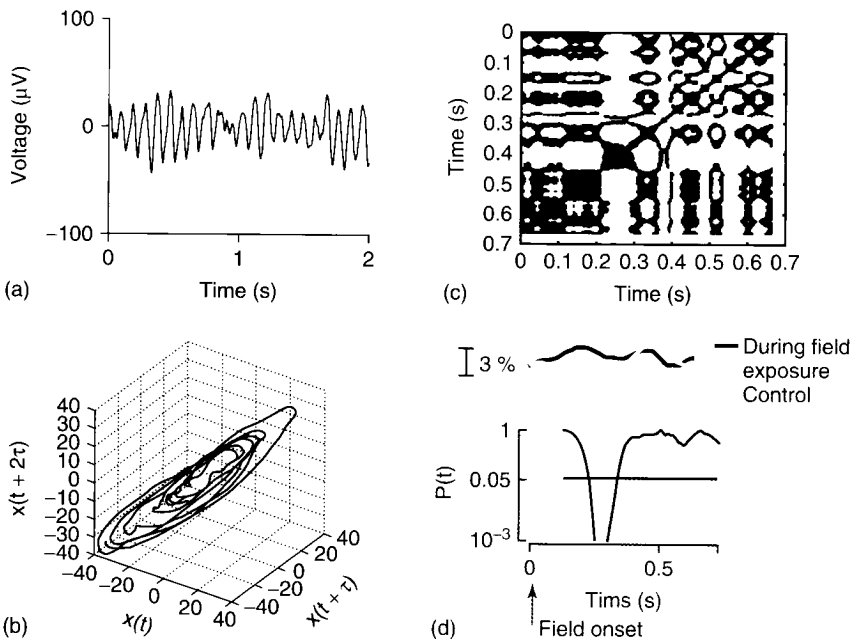 100
0
-100
Voltage (μV)
0 1 2
Time (s)
(a)
0
0.1
0.2
0.3
0.4
0.5
0.6
0.7
Time (s)
0 0.1 0.2 0.3 0.4 0.5 0.6 0.7
Time (s)
(c)
40
30
20
10
0
-10
-20
-30
-40
x(t + 2τ)
-40 -20 0 20 40
x(t)
-40
-20
0
20
40
x(t + τ)
(b)
3 %
During field
exposure
Control
1
0.05
10-3
P(t)
0 0.5
Tims (s)
Field onset
(d)